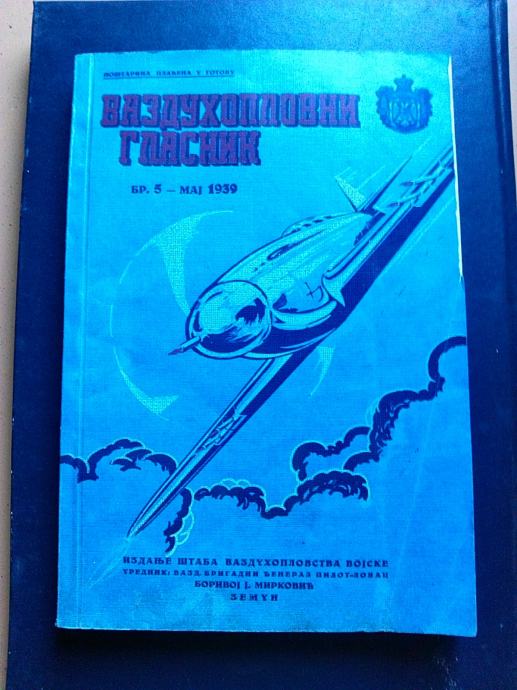 ПОШТАРИНА ПЛАЋЕНА У ГОТОВУ
ВАЗДУХОПЛОВНИ
ГЛАСНИК
БР. 5 — МАЈ 1939
ИЗДАЊЕ ШТАБА ВАЗДУХОПЛОВСТВА ВОЈСКЕ
УРЕДНИК: ВАЗД. БРИГАДНИ ЂЕНЕРАЛ ПИЛОТ-ЛОВАЦ
БОРИВОЈ Ј. МИРКОВИЋ
ЗЕМУН